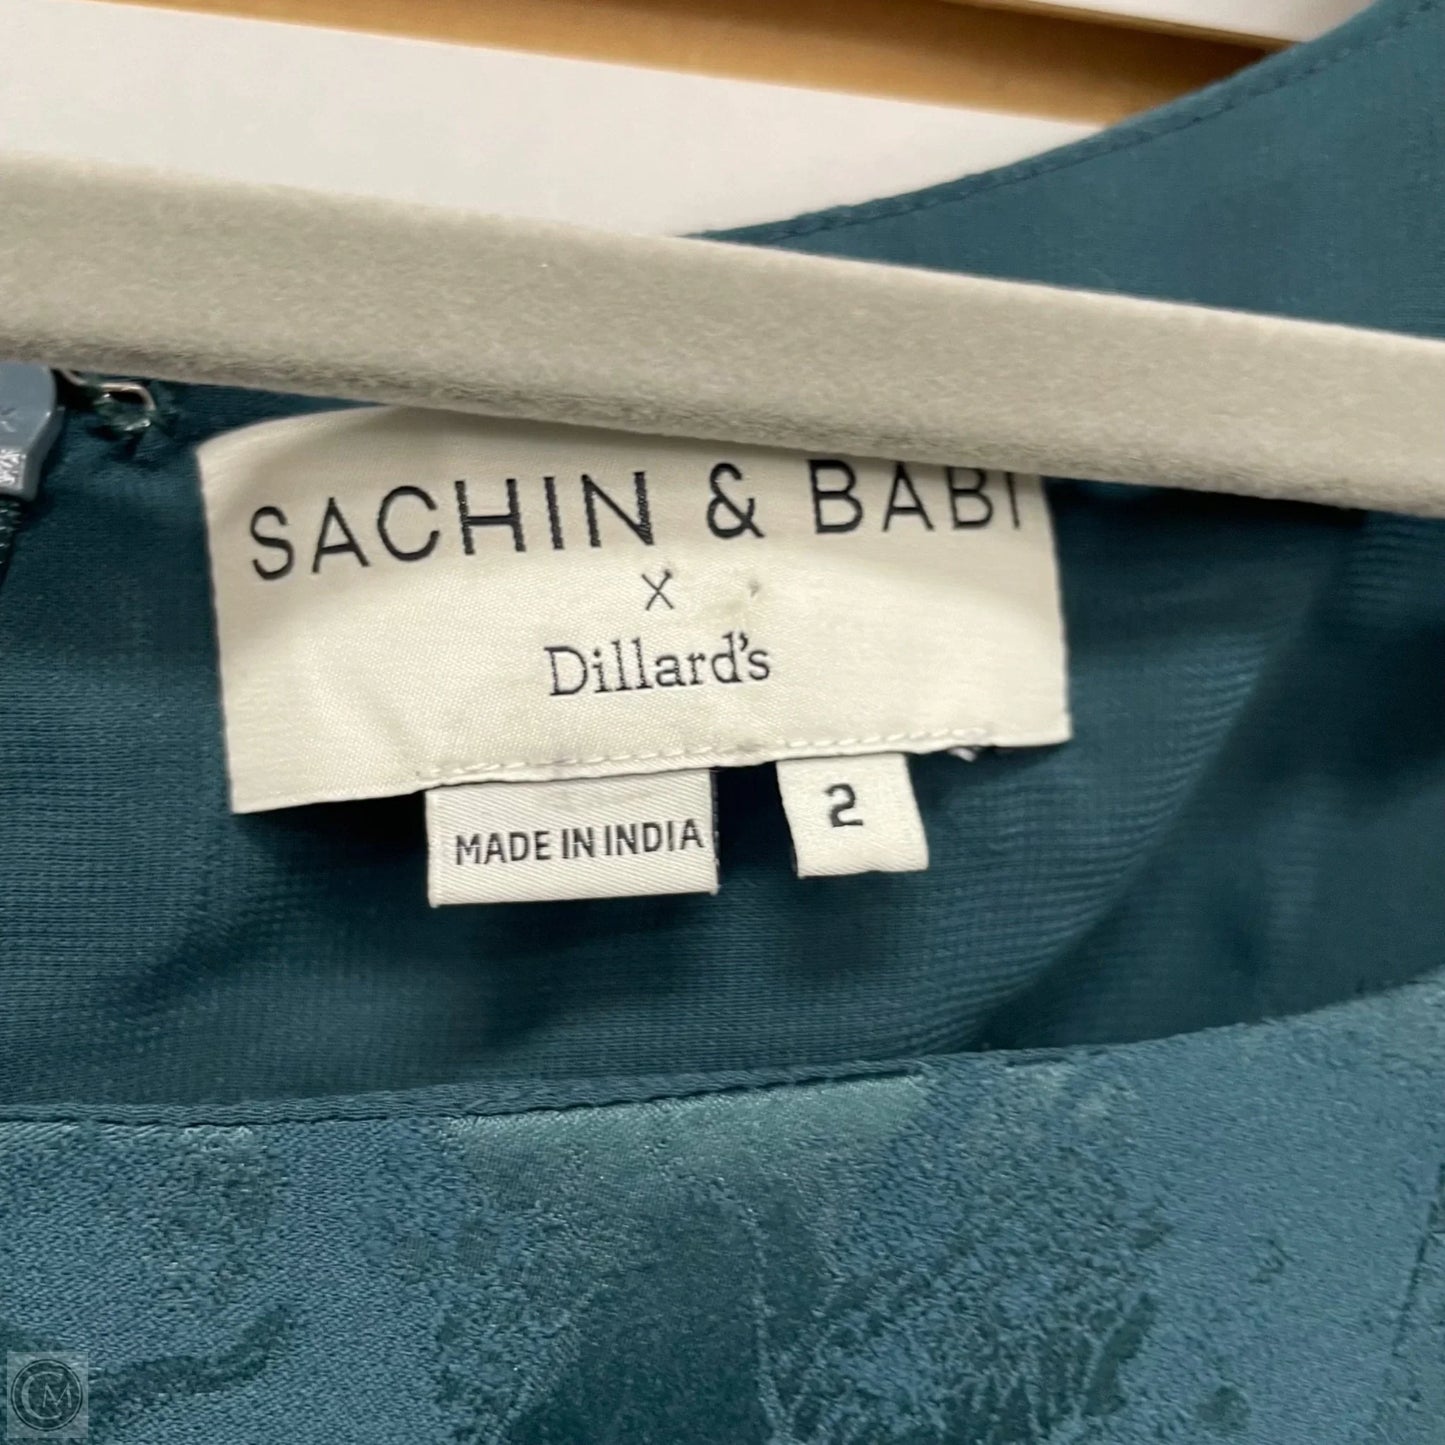 SACHIN & BABI
X
Dillard's
MADE IN INDIA
2